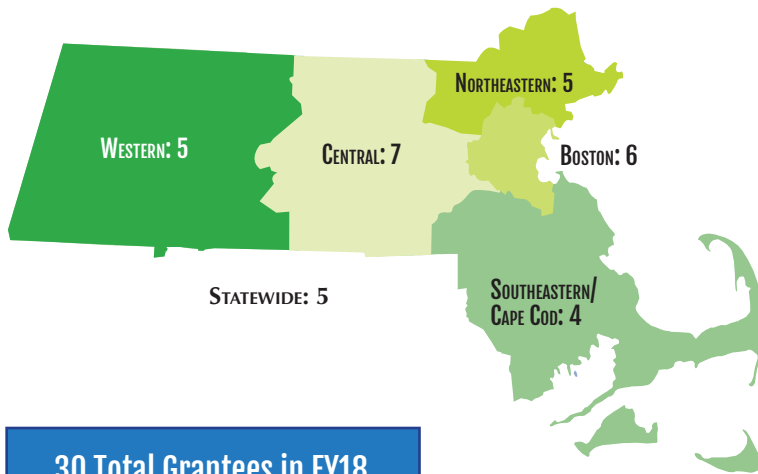 Northeastern: 5
Western: 5
Central: 7
Boston: 6
Statewide: 5
Southeastern/
Cape Cod: 4
30 Total Grantees in FY18